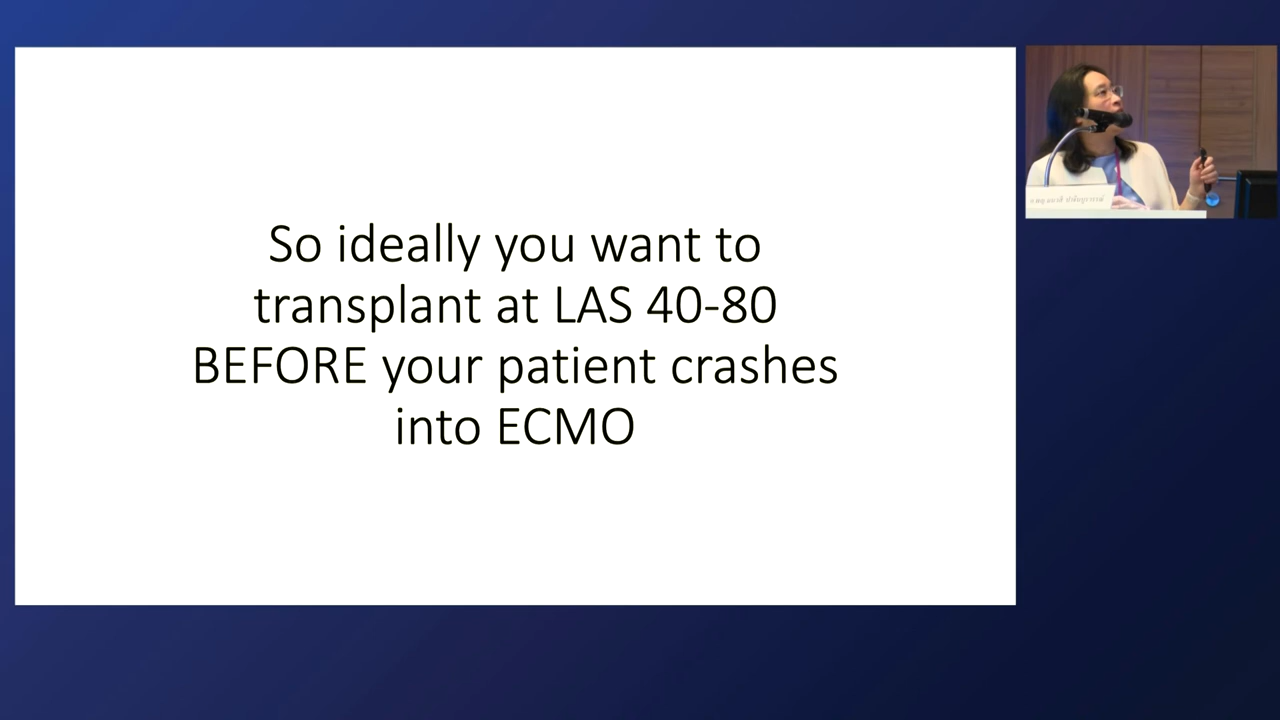 So ideally you want to
transplant at LAS 40-80
BEFORE your patient crashes
into ECMO